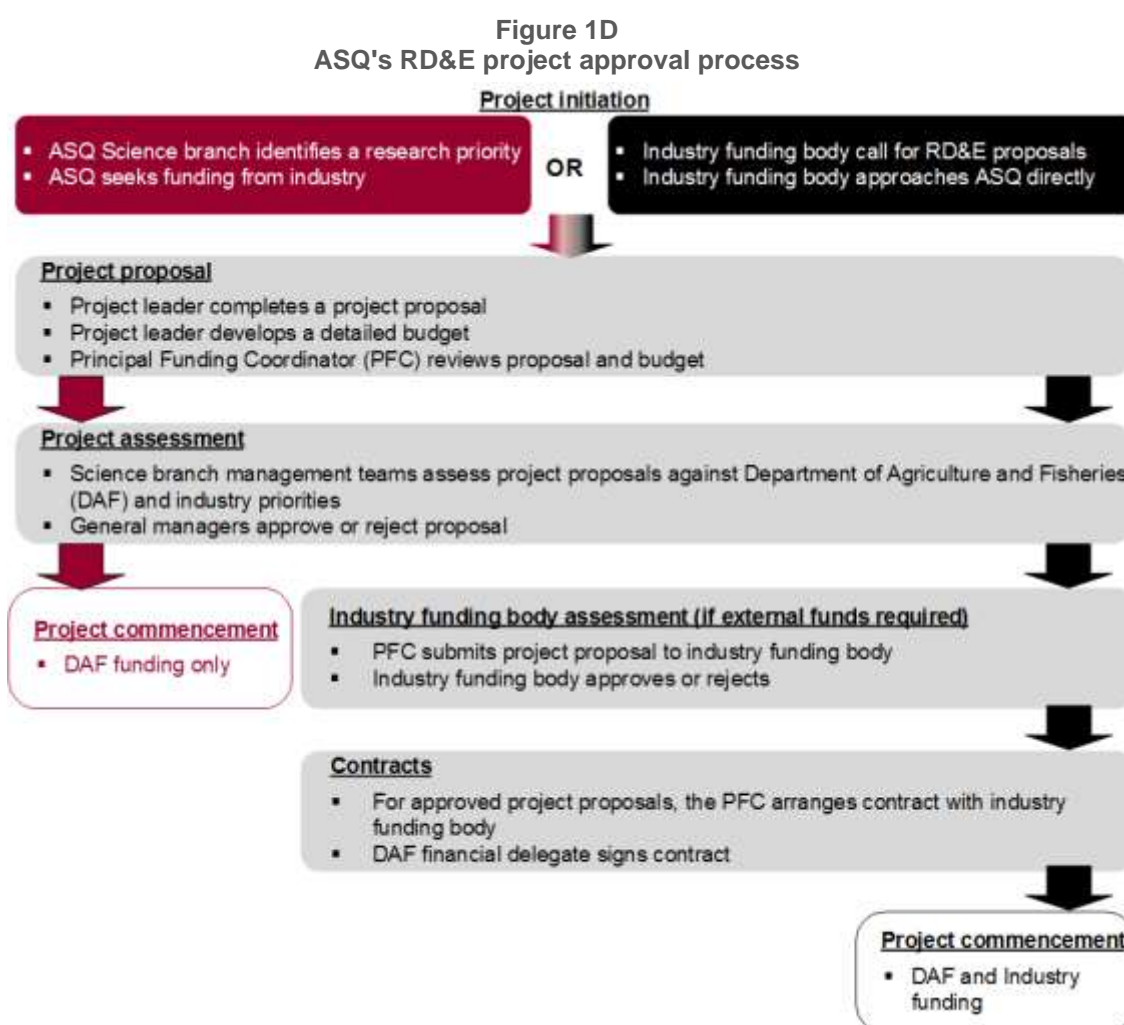 Figure 1D
ASQ's RD&E project approval process
Project initiation
▪ ASQ Science branch identifies a research priority
▪ ASQ seeks funding from industry
OR
▪ Industry funding body call for RD&E proposals
▪ Industry funding body approaches ASQ directly
Project proposal
▪ Project leader completes a project proposal
▪ Project leader develops a detailed budget
▪ Principal Funding Coordinator (PFC) reviews proposal and budget
Project assessment
▪ Science branch management teams assess project proposals against Department of Agriculture and Fisheries
(DAF) and industry priorities
▪ General managers approve or reject proposal
Project commencement
▪ DAF funding only
Industry funding body assessment (if external funds required)
▪ PFC submits project proposal to industry funding body
▪ Industry funding body approves or rejects
Contracts
▪ For approved project proposals, the PFC arranges contract with industry
funding body
▪ DAF financial delegate signs contract
Project commencement
▪ DAF and Industry
funding